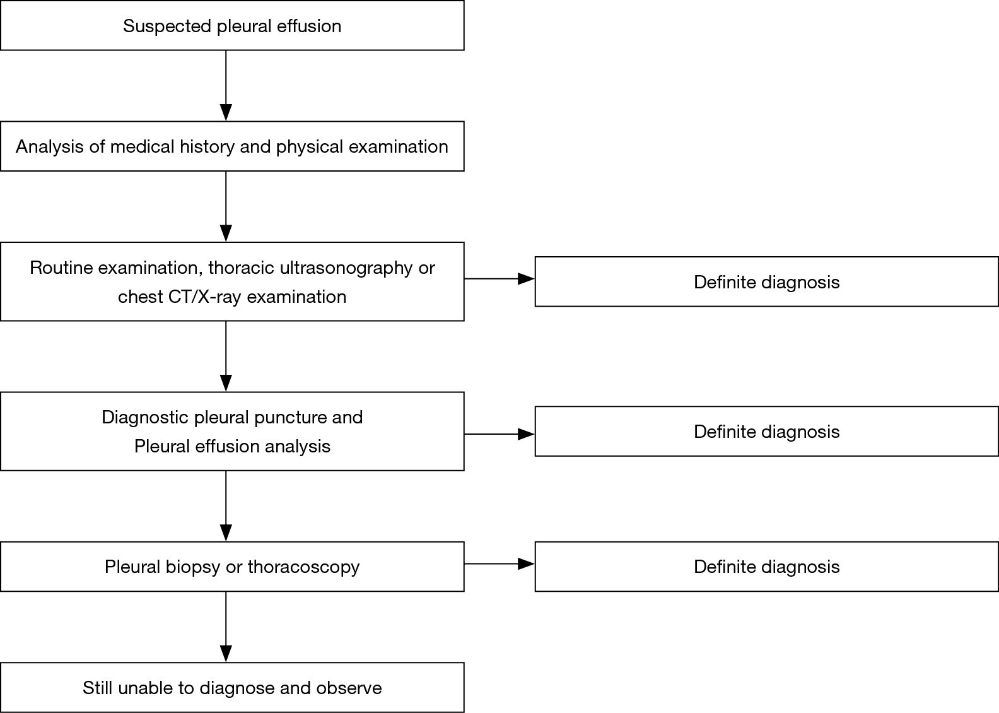 Suspected pleural effusion
Analysis of medical history and physical examination
Routine examination, thoracic ultrasonography or
chest CT/X-ray examination
Definite diagnosis
Diagnostic pleural puncture and
Pleural effusion analysis
Definite diagnosis
Pleural biopsy or thoracoscopy
Definite diagnosis
Still unable to diagnose and observe